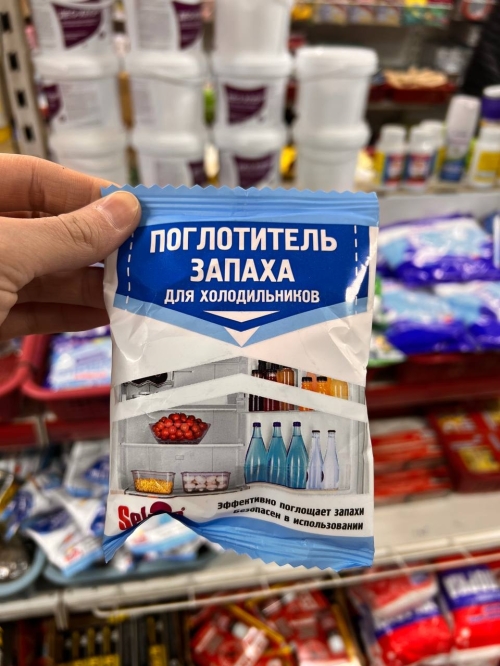 ПОГЛОТИТЕЛЬ
ЗАПАХА
ДЛЯ ХОЛОДИЛЬНИКОВ
Эффективно поглощает запахи
Безопасен в использовании